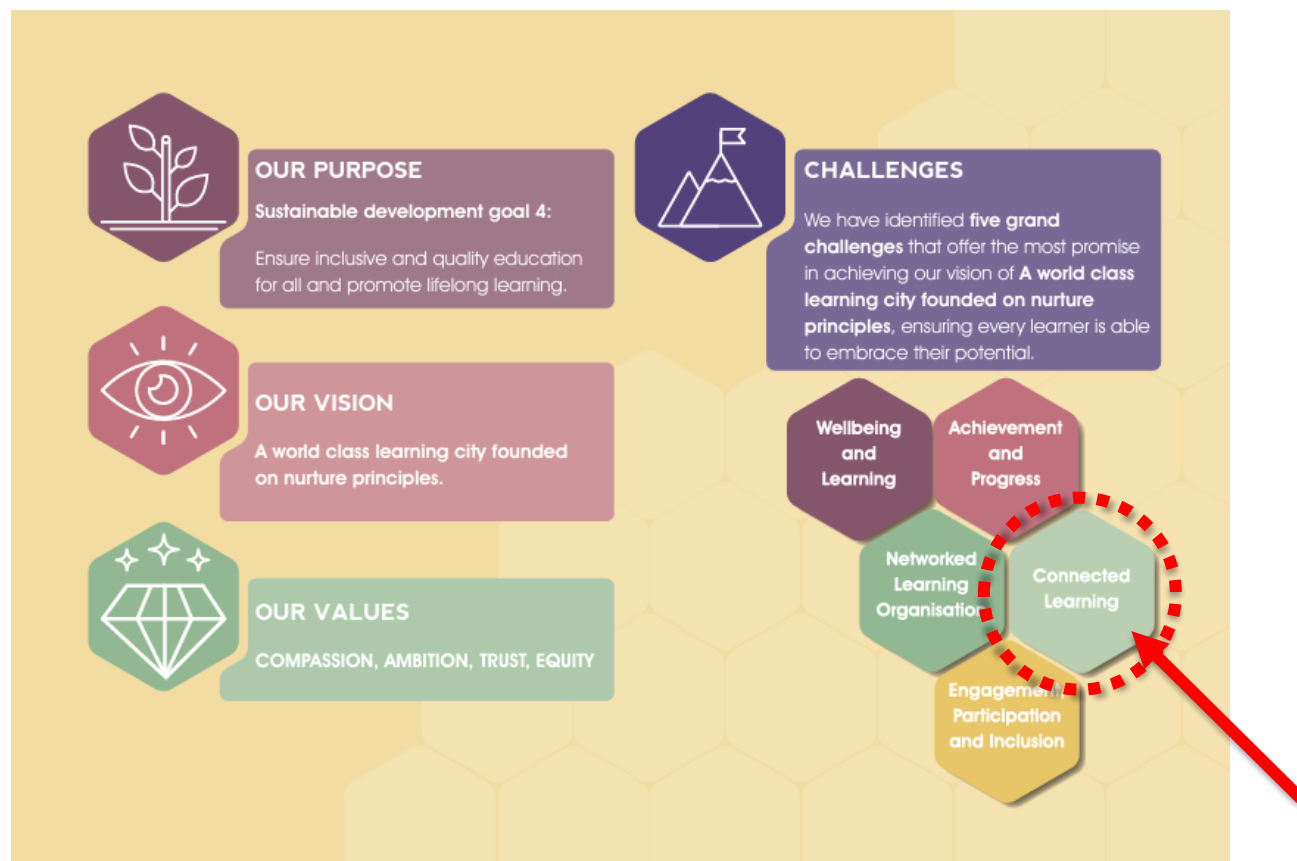 OUR PURPOSE
Sustainable development goal 4:
Ensure inclusive and quality education
for all and promote lifelong learning.
OUR VISION
A world class learning city founded
on nurture principles.
OUR VALUES
COMPASSION, AMBITION, TRUST, EQUITY
CHALLENGES
We have identified five grand
challenges that offer the most promise
in achieving our vision of A world class
learning city founded on nurture
principles, ensuring every learner is able
to embrace their potential.
Wellbeing
and
Learning
Achievement
and
Progress
Networked
Learning
Organisation
Connected
Learning
Engagement,
Participation
and Inclusion